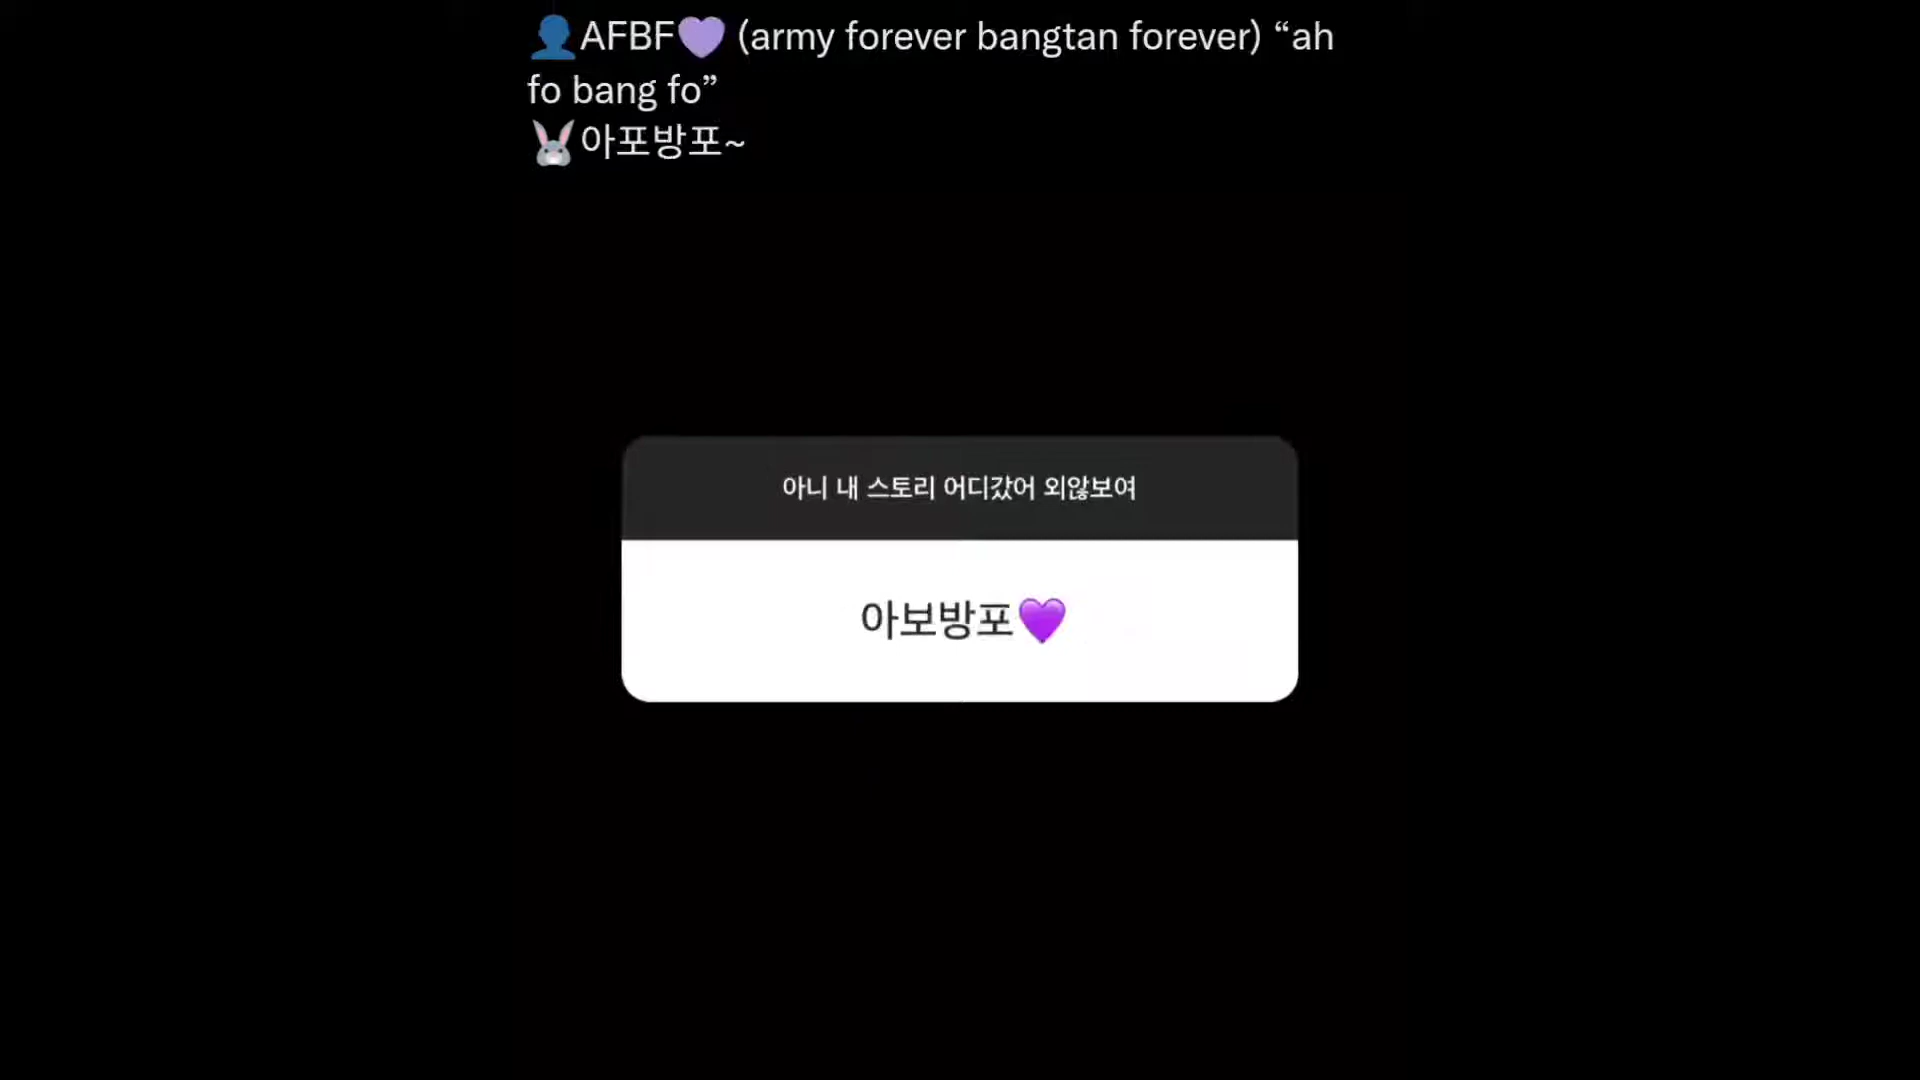 👤AFBF💜 (army forever bangtan forever) “ah
fo bang fo”
🐰아포방포~
아니 내 스토리 어디갔어 외않보여
아보방포💜